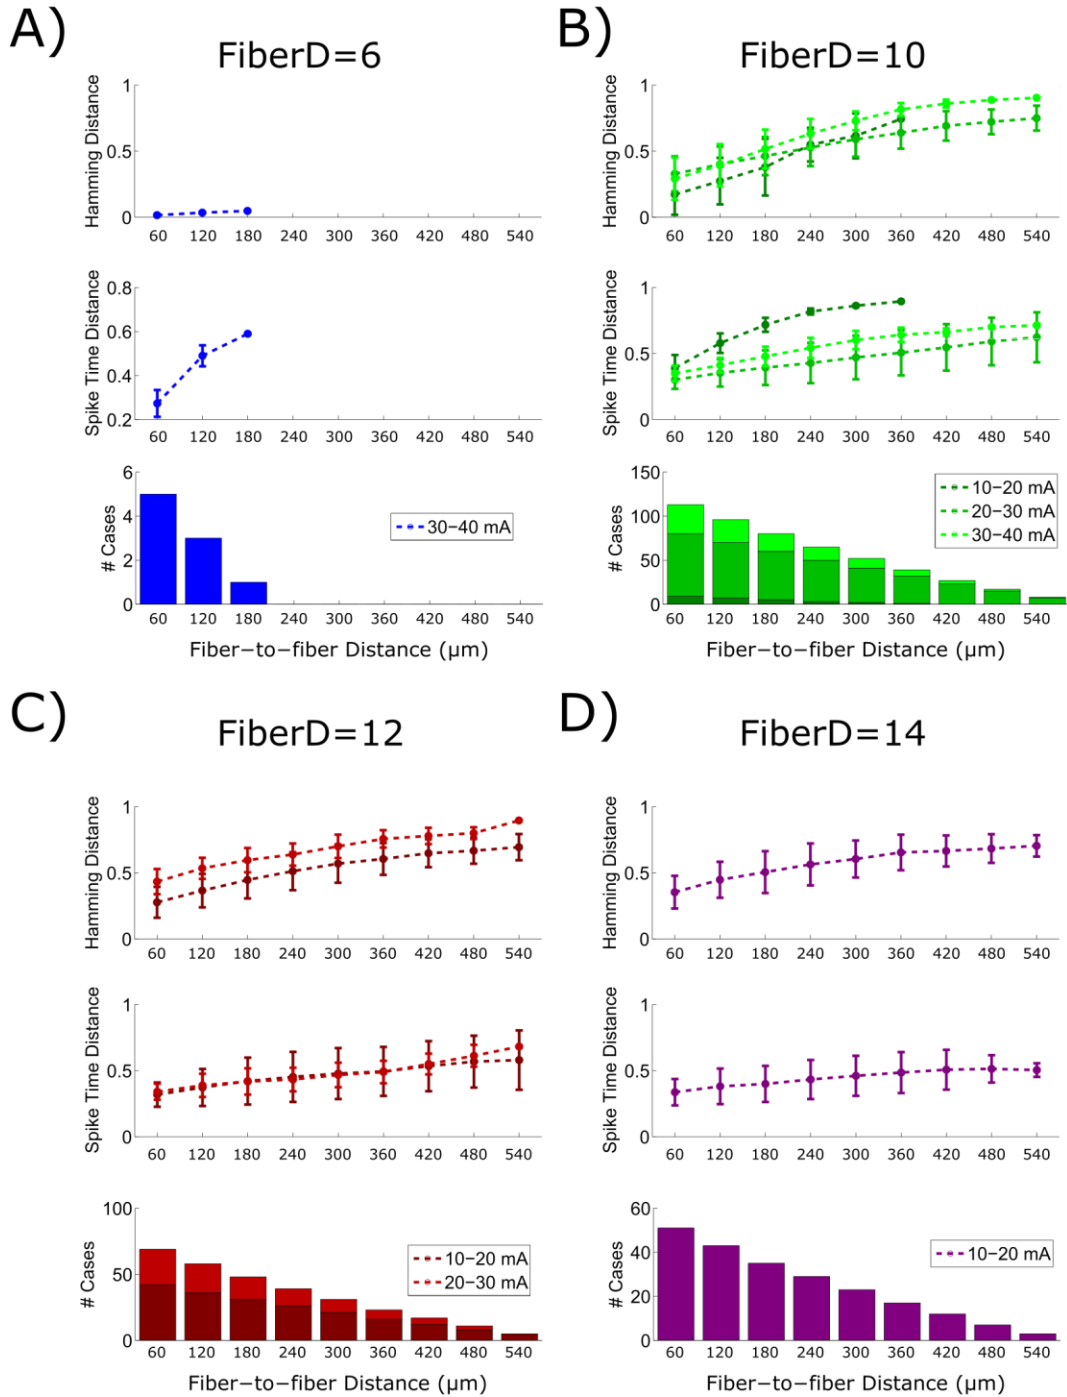 A)
FiberD=6
Hamming Distance
1
0.5
0
60 120 180 240 300 360 420 480 540
Spike Time Distance
0.8
0.6
0.4
0.2
60 120 180 240 300 360 420 480 540
# Cases
6
4
2
0
30−40 mA
60 120 180 240 300 360 420 480 540
Fiber−to−fiber Distance (µm)
B)
FiberD=10
Hamming Distance
1
0.5
0
60 120 180 240 300 360 420 480 540
Spike Time Distance
1
0.5
0
60 120 180 240 300 360 420 480 540
# Cases
150
100
50
0
10−20 mA
20−30 mA
30−40 mA
60 120 180 240 300 360 420 480 540
Fiber−to−fiber Distance (µm)
C)
FiberD=12
Hamming Distance
1
0.5
0
60 120 180 240 300 360 420 480 540
Spike Time Distance
1
0.5
0
60 120 180 240 300 360 420 480 540
# Cases
100
50
0
10−20 mA
20−30 mA
60 120 180 240 300 360 420 480 540
Fiber−to−fiber Distance (µm)
D)
FiberD=14
Hamming Distance
1
0.5
0
60 120 180 240 300 360 420 480 540
Spike Time Distance
1
0.5
0
60 120 180 240 300 360 420 480 540
# Cases
60
40
20
0
10−20 mA
60 120 180 240 300 360 420 480 540
Fiber−to−fiber Distance (µm)